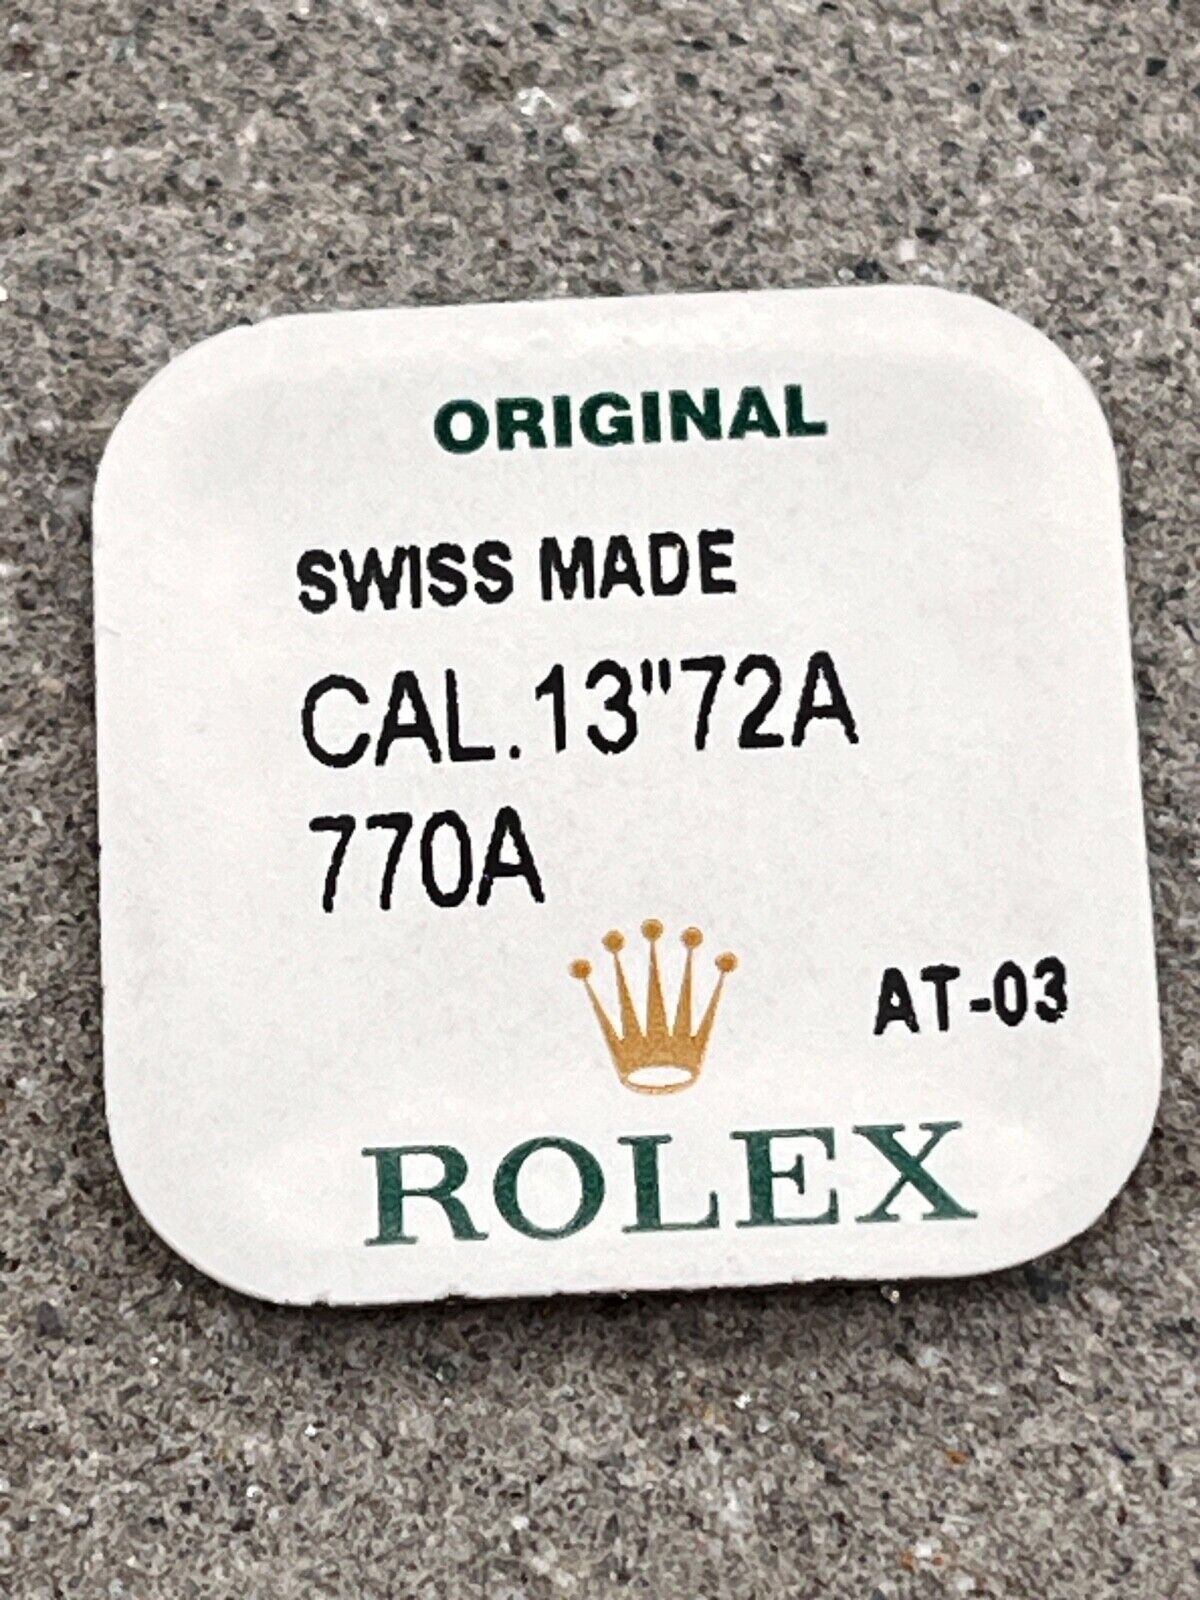 ORIGINAL
SWISS MADE
CAL.13"72A
770A
AT-03
ROLEX